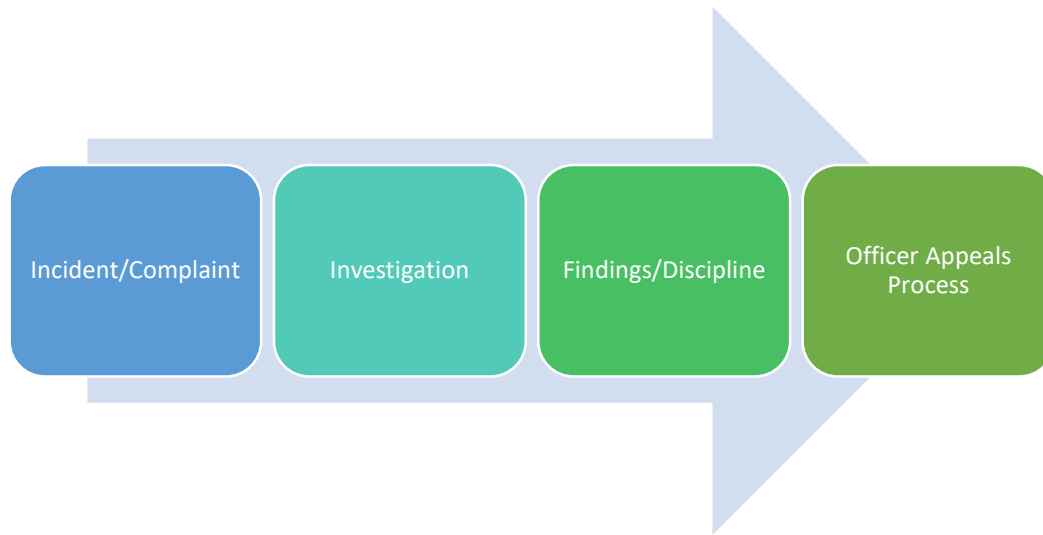 Incident/Complaint
Investigation
Findings/Discipline
Officer Appeals
Process